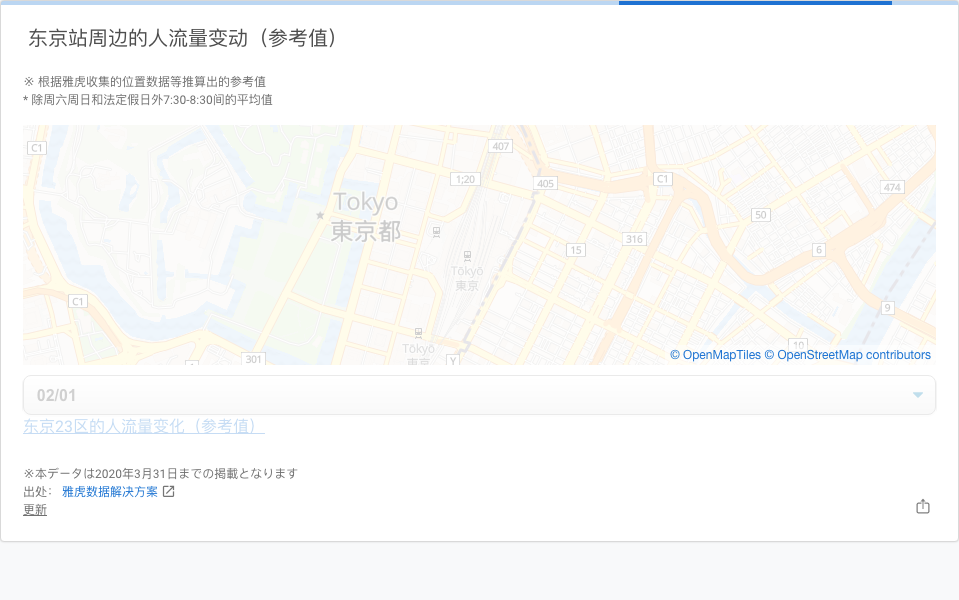 东京站周边的人流量变动（参考值）
※ 根据雅虎收集的位置数据等推算出的参考值
* 除周六周日和法定假日外7:30-8:30间的平均值
C1
407
1;20
405
C1
474
Tokyo
東京都
50
316
15
6
Tōkyō
東京
C1
9
10
Tōkyō
東京
301
Y
© OpenMapTiles © OpenStreetMap contributors
02/01
东京23区的人流量变化（参考值）
※本データは2020年3月31日までの掲載となります
出处： 雅虎数据解决方案
更新